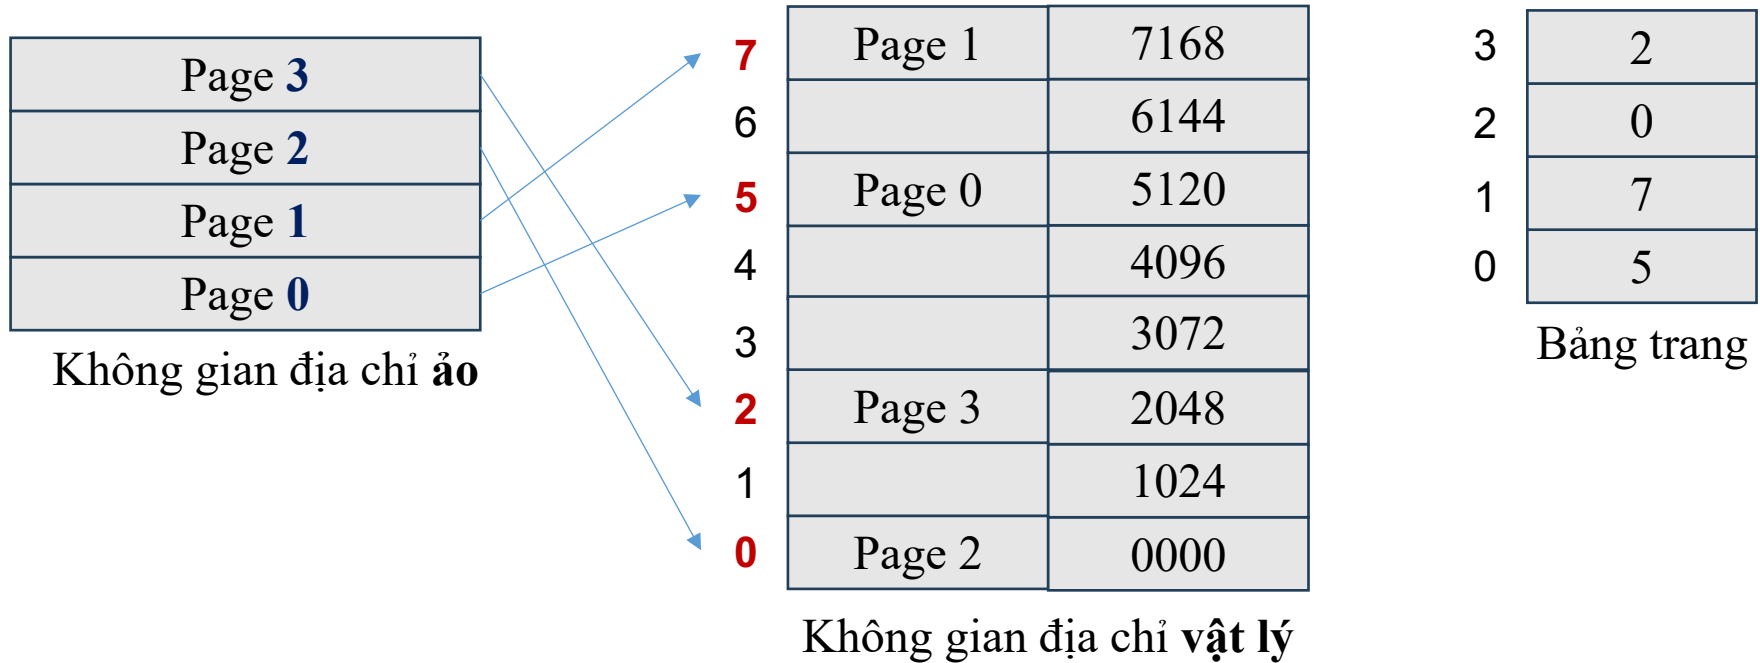 Page 3
Page 2
Page 1
Page 0
Không gian địa chỉ ảo
7 Page 1 7168
6 6144
5 Page 0 5120
4 4096
3 3072
2 Page 3 2048
1 1024
0 Page 2 0000
Không gian địa chỉ vật lý
3 2
2 0
1 7
0 5
Bảng trang